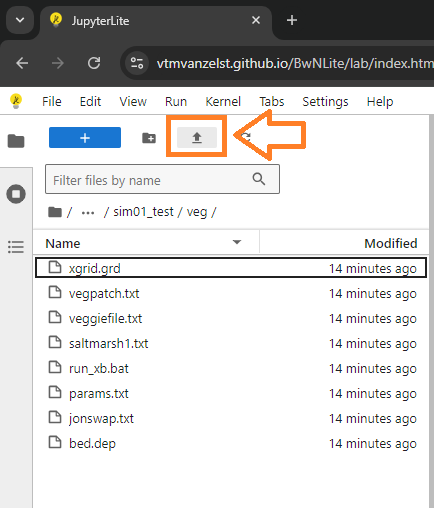 JupyterLite
vtmvanzelst.github.io/BwNLite/lab/index.htm
File Edit View Run Kernel Tabs Settings Help
Filter files by name
/ ... / sim01_test / veg /
Name Modified
xgrid.grd 14 minutes ago
vegpatch.txt 14 minutes ago
veggiefile.txt 14 minutes ago
saltmarsh1.txt 14 minutes ago
run_xb.bat 14 minutes ago
params.txt 14 minutes ago
jonswap.txt 14 minutes ago
bed.dep 14 minutes ago